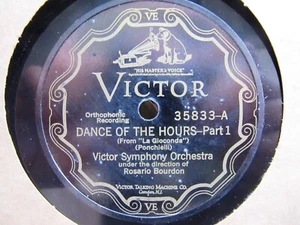 VE
"HIS MASTER'S VOICE"
VICTOR
Orthophonic
Recording
35833-A
DANCE OF THE HOURS-Part 1
(From "La Gioconda")
(Ponchielli)
Victor Symphony Orchestra
under the direction of
Rosario Bourdon
VICTOR TALKING MACHINE CO.
Camden, N.J.
VE